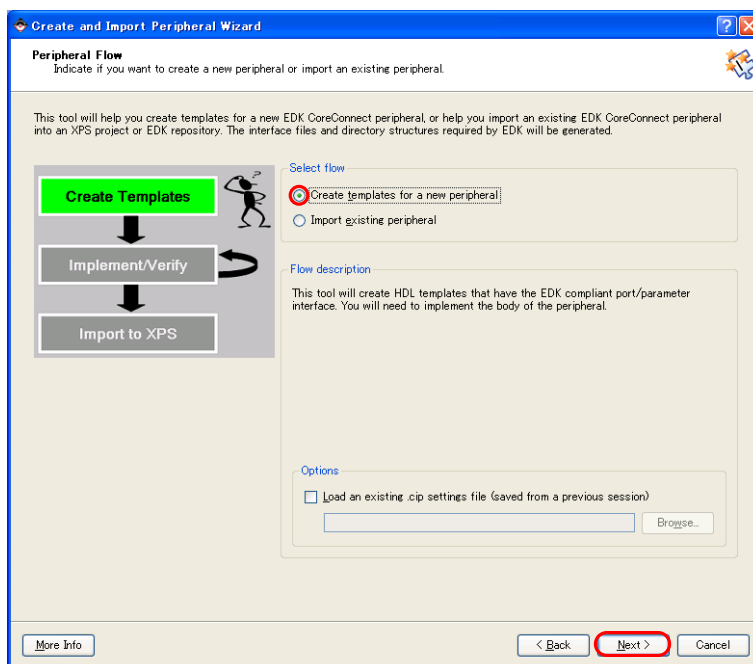 Create and Import Peripheral Wizard
Peripheral Flow
Indicate if you want to create a new peripheral or import an existing peripheral.
This tool will help you create templates for a new EDK CoreConnect peripheral, or help you import an existing EDK CoreConnect peripheral
into an XPS project or EDK repository. The interface files and directory structures required by EDK will be generated.
Create Templates
Implement/Verify
Import to XPS
Select flow
Create templates for a new peripheral
Import existing peripheral
Flow description
This tool will create HDL templates that have the EDK compliant port/parameter
interface. You will need to implement the body of the peripheral.
Options
Load an existing .cip settings file (saved from a previous session)
Browse...
More Info
< Back
Next >
Cancel